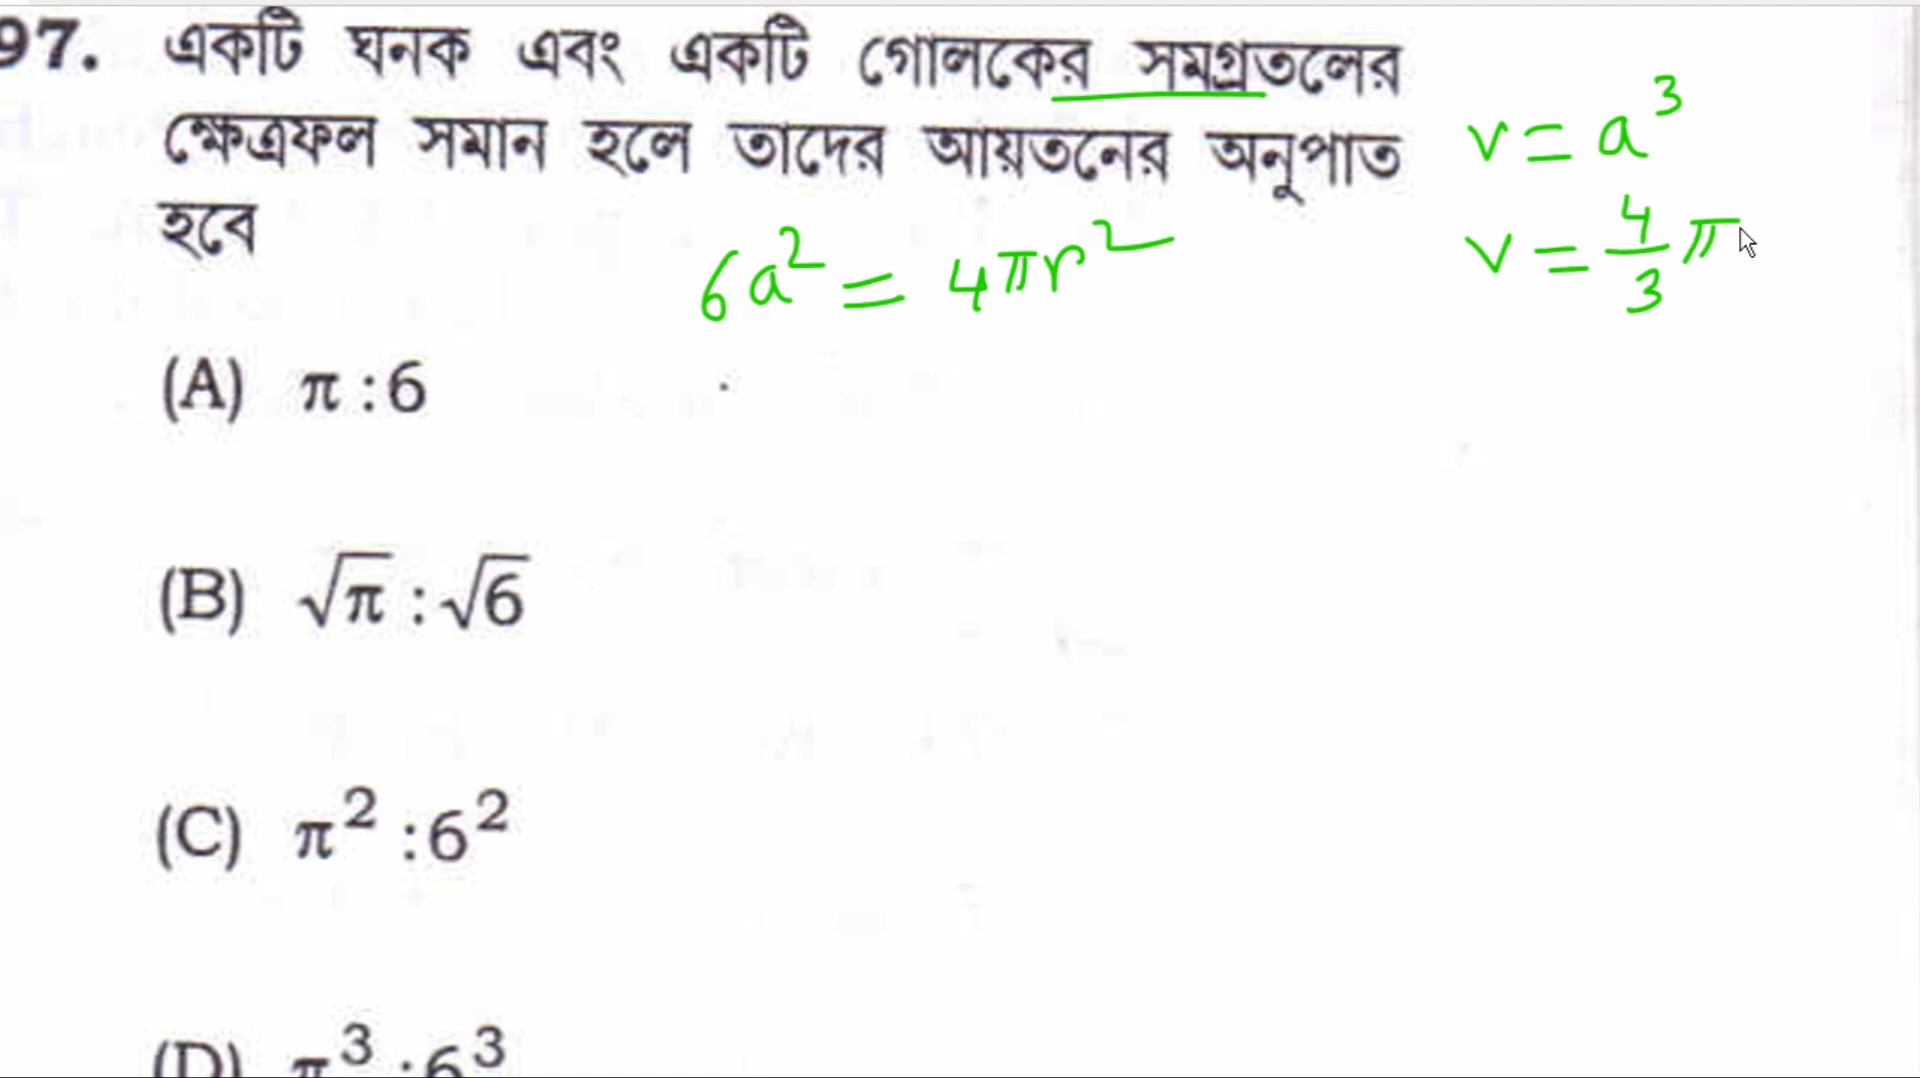 97. একটি ঘনক এবং একটি গোলকের সমগ্রতলের
ক্ষেত্রফল সমান হলে তাদের আয়তনের অনুপাত
হবে
v = a³
v = 4/3 π
6a² = 4πr²
(A) π : 6
(B) √π : √6
(C) π² : 6²
(D) π³ : 6³